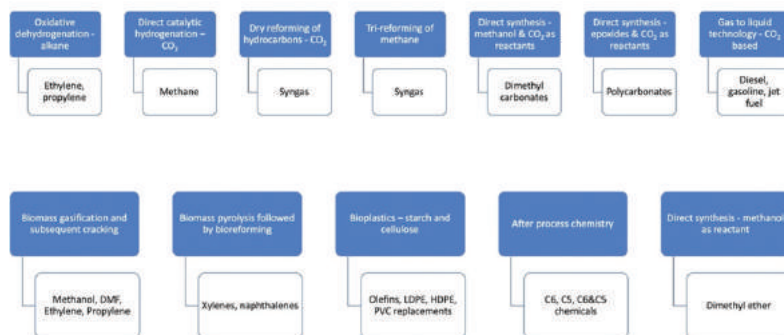 Oxidative
dehydrogenation -
alkane
Ethylene,
propylene
Direct catalytic
hydrogenation –
CO₂
Methane
Dry reforming of
hydrocarbons - CO₂
Syngas
Tri-reforming of
methane
Syngas
Direct synthesis -
methanol & CO₂ as
reactants
Dimethyl
carbonates
Direct synthesis -
epoxides & CO₂ as
reactants
Polycarbonates
Gas to liquid
technology - CO₂
based
Diesel,
gasoline, jet
fuel
Biomass gasification and
subsequent cracking
Methanol, DMF,
Ethylene, Propylene
Biomass pyrolysis followed
by bioreforming
Xylenes, naphthalenes
Bioplastics – starch and
cellulose
Olefins, LDPE, HDPE,
PVC replacements
After process chemistry
C6, C5, C6&C5
chemicals
Direct synthesis - methanol
as reactant
Dimethyl ether